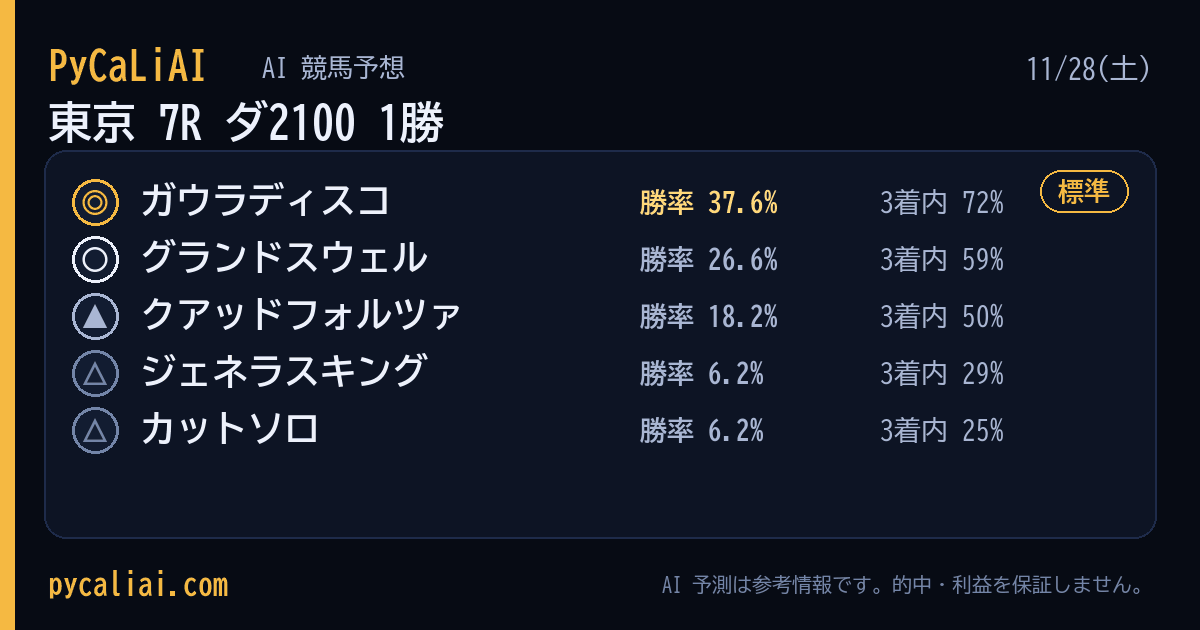 PyCaLiAI AI 競馬予想 11/28(土)
東京 7R ダ2100 1勝
◎ ガウラディスコ 勝率 37.6% 3着内 72% 標準
○ グランドスウェル 勝率 26.6% 3着内 59%
▲ クアッドフォルツァ 勝率 18.2% 3着内 50%
△ ジェネラスキング 勝率 6.2% 3着内 29%
△ カットソロ 勝率 6.2% 3着内 25%
pycaliai.com AI 予測は参考情報です。的中・利益を保証しません。